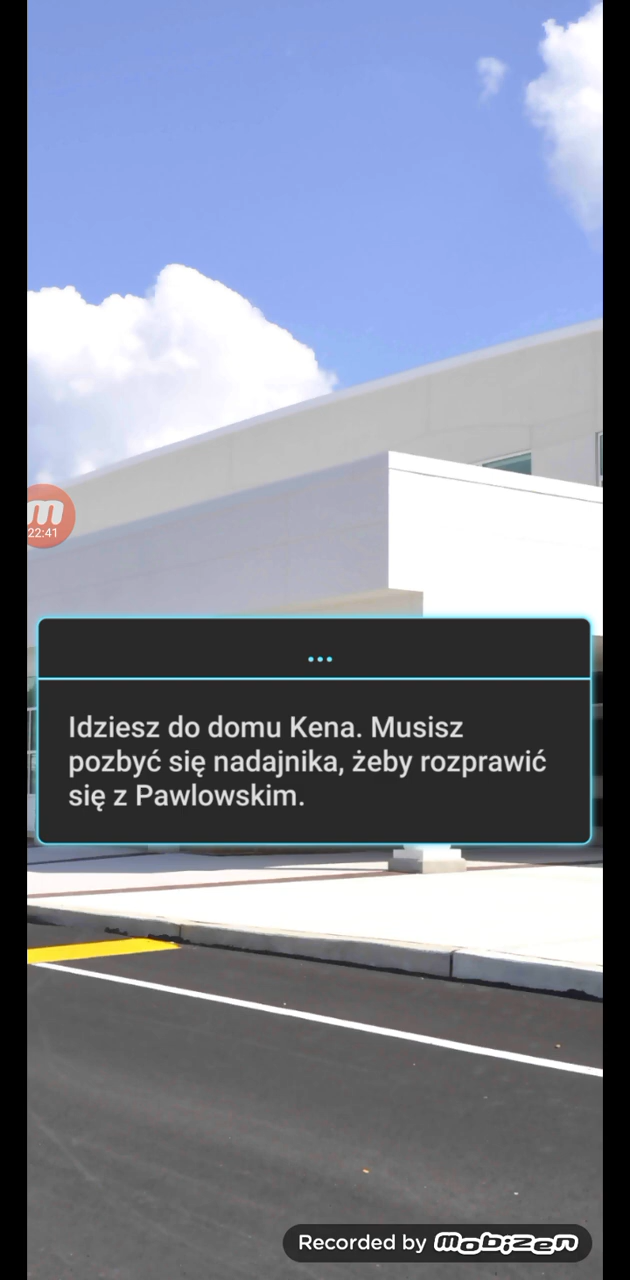 m
22:41
...
Idziesz do domu Kena. Musisz
pozbyć się nadajnika, żeby rozprawić
się z Pawlowskim.
Recorded by mobizen